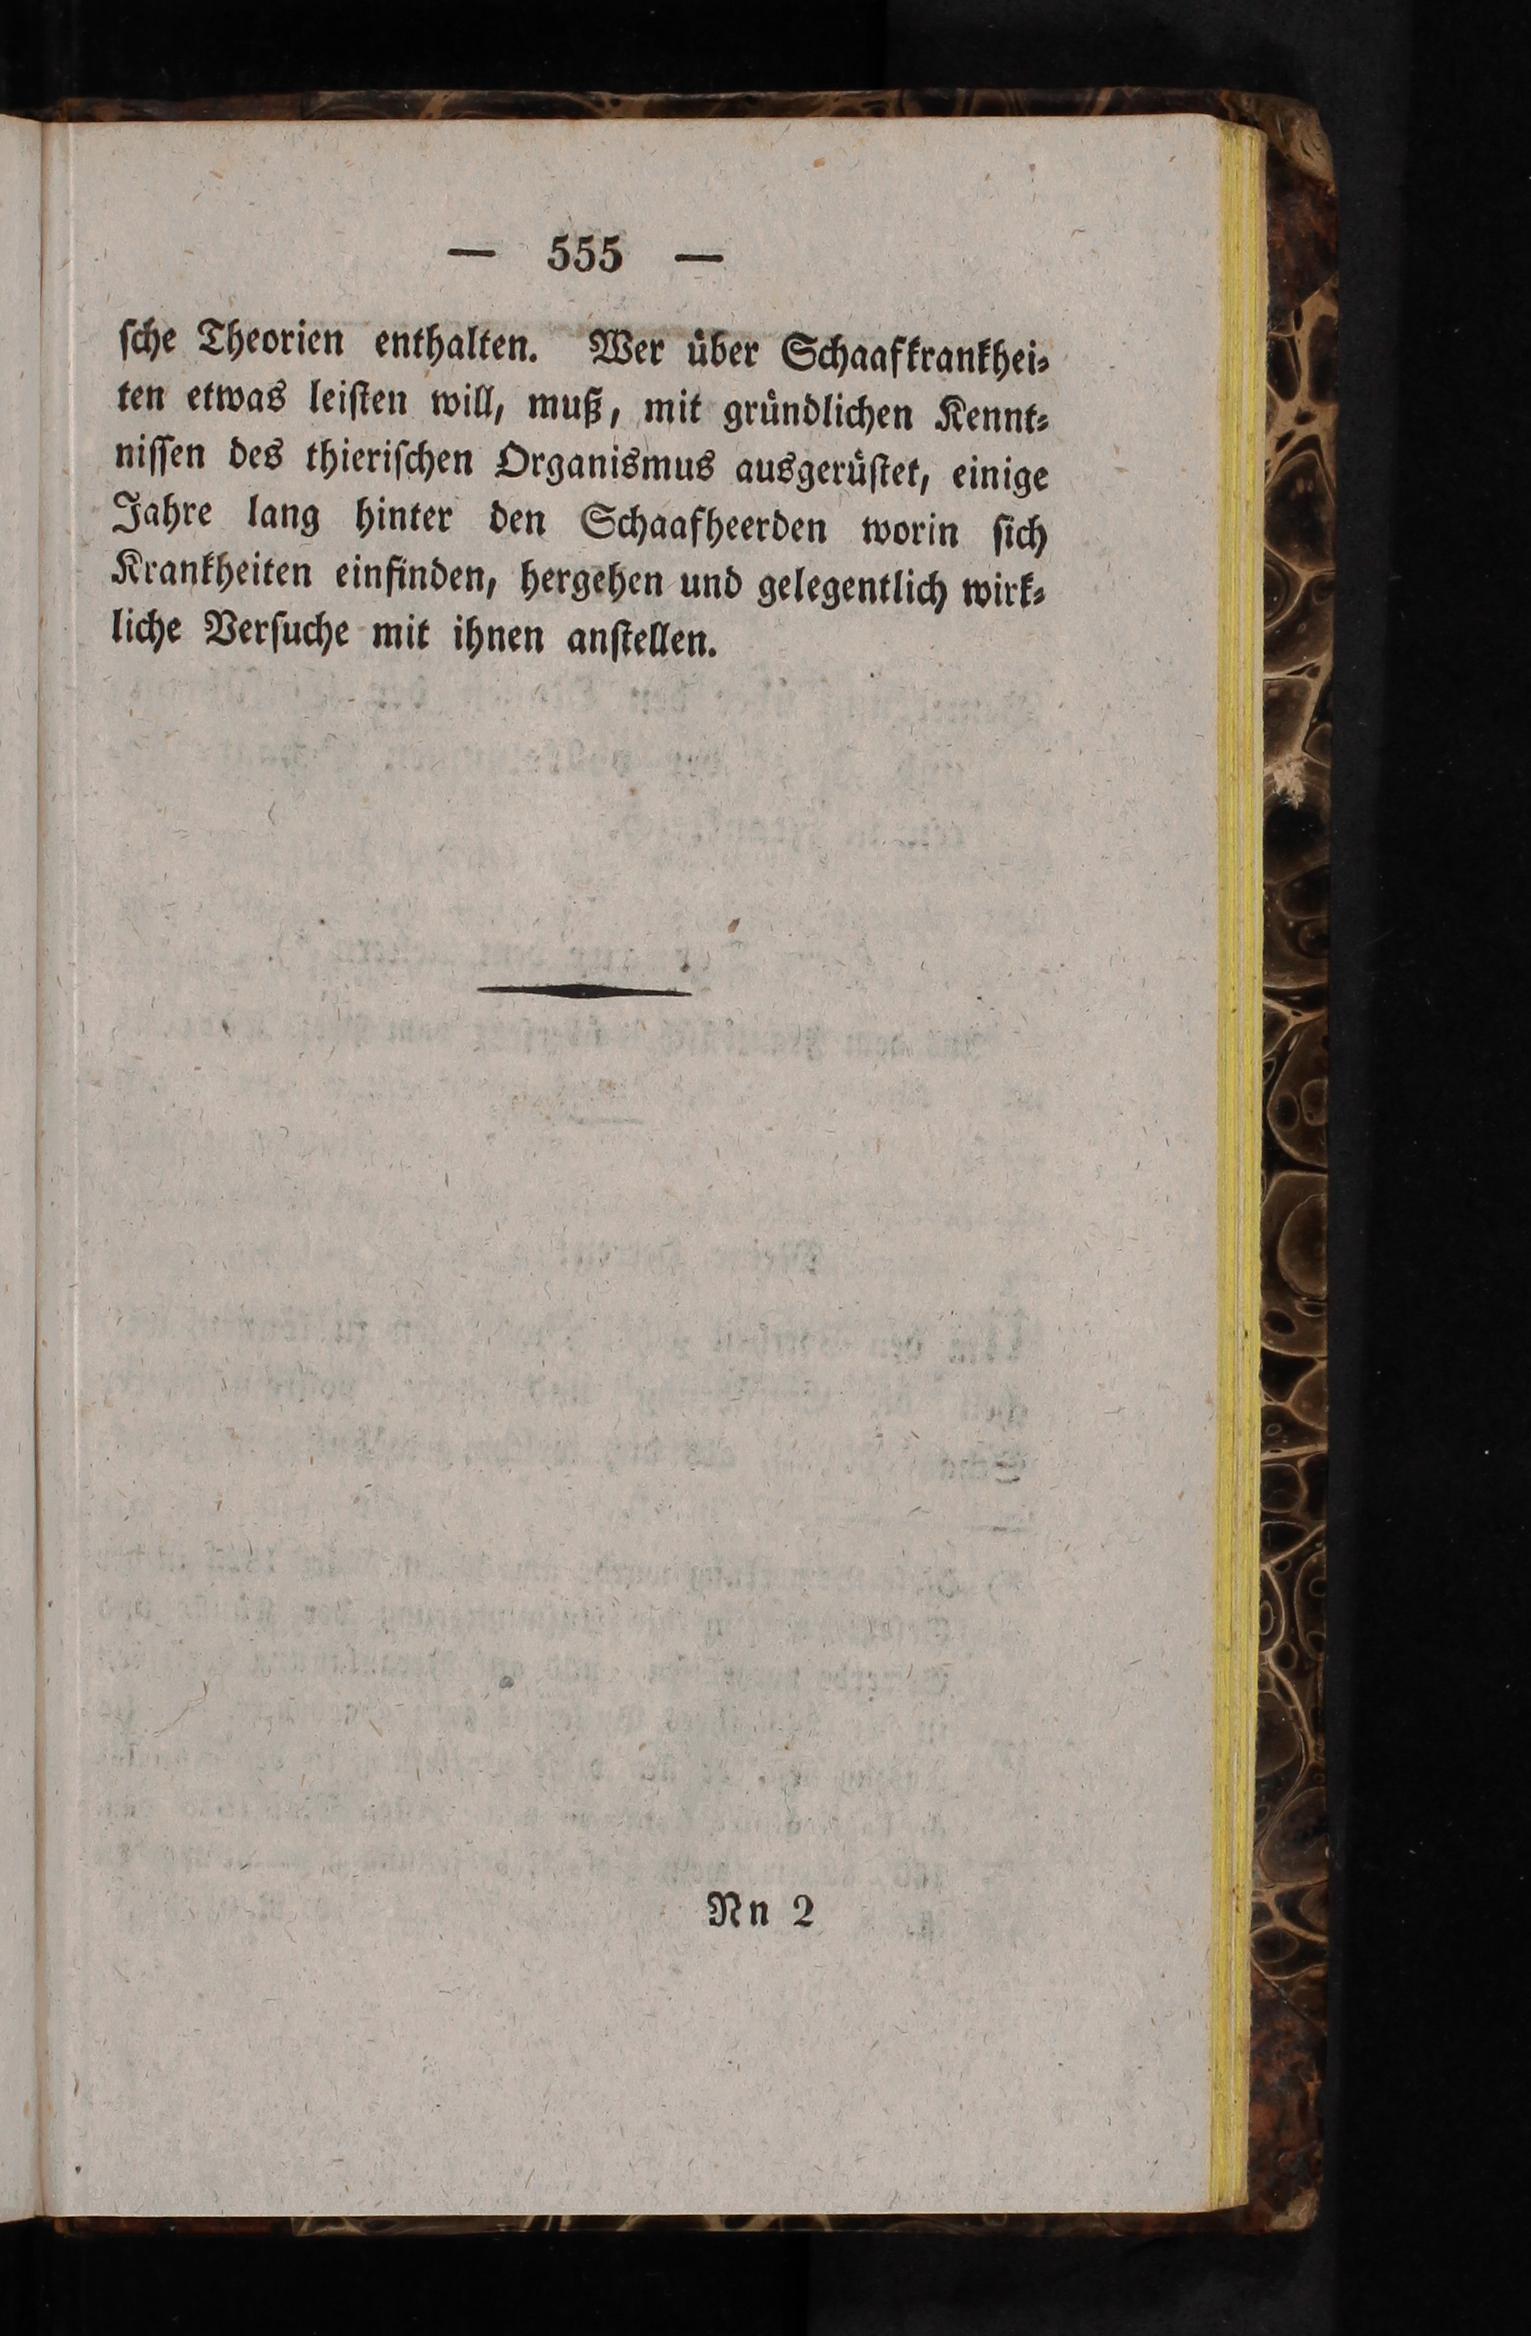 — 555 —
ſche Theorien enthalten. Wer über Schaafkrankhei⸗
ten etwas leiſten will, muß, mit gründlichen Kennt⸗
niſſen des thieriſchen Organismus ausgerüſtet, einige
Jahre lang hinter den Schaafheerden worin ſich
Krankheiten einfinden, hergehen und gelegentlich wirk⸗
liche Verſuche mit ihnen anſtellen.
Nn 2